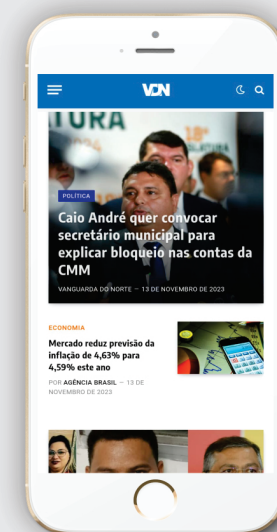 VDN
TURA
18ª
LATURA
POLÍTICA
Caio André quer convocar
secretário municipal para
explicar bloqueio nas contas da
CMM
VANGUARDA DO NORTE — 13 DE NOVEMBRO DE 2023
ECONOMIA
Mercado reduz previsão da
inflação de 4,63% para
4,59% este ano
POR AGÊNCIA BRASIL — 13 DE
NOVEMBRO DE 2023